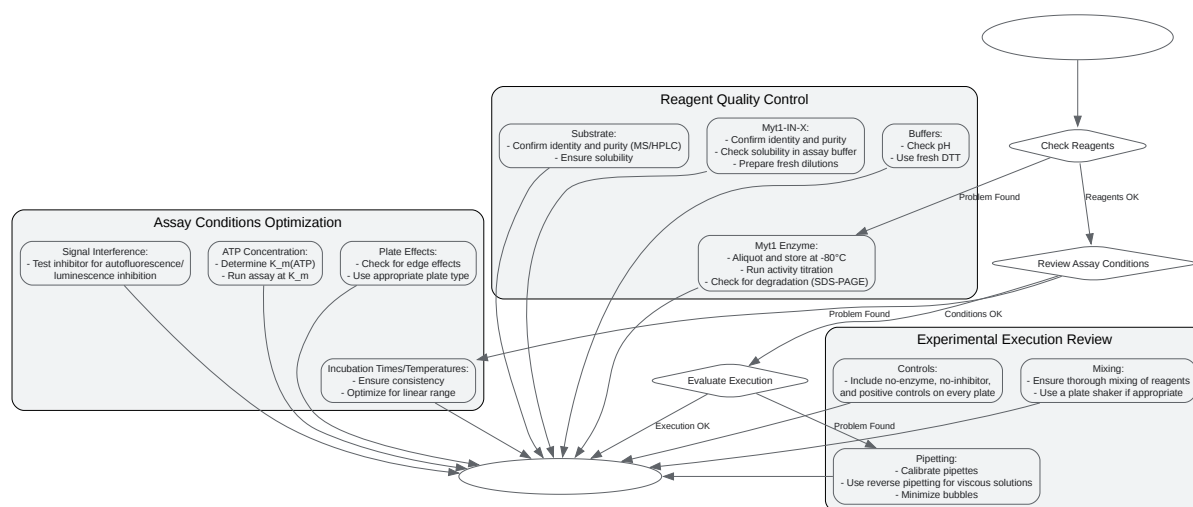 Reagent Quality Control
Substrate:
- Confirm identity and purity (MS/HPLC)
- Ensure solubility
Myt1-IN-X:
- Confirm identity and purity
- Check solubility in assay buffer
- Prepare fresh dilutions
Buffers:
- Check pH
- Use fresh DTT
Check Reagents
Problem Found
Reagents OK
Assay Conditions Optimization
Signal Interference:
- Test inhibitor for autofluorescence/
luminescence inhibition
ATP Concentration:
- Determine K_m(ATP)
- Run assay at K_m
Plate Effects:
- Check for edge effects
- Use appropriate plate type
Myt1 Enzyme:
- Aliquot and store at -80°C
- Run activity titration
- Check for degradation (SDS-PAGE)
Review Assay Conditions
Problem Found
Conditions OK
Experimental Execution Review
Incubation Times/Temperatures:
- Ensure consistency
- Optimize for linear range
Evaluate Execution
Controls:
- Include no-enzyme, no-inhibitor,
and positive controls on every plate
Mixing:
- Ensure thorough mixing of reagents
- Use a plate shaker if appropriate
Execution OK
Problem Found
Pipetting:
- Calibrate pipettes
- Use reverse pipetting for viscous solutions
- Minimize bubbles